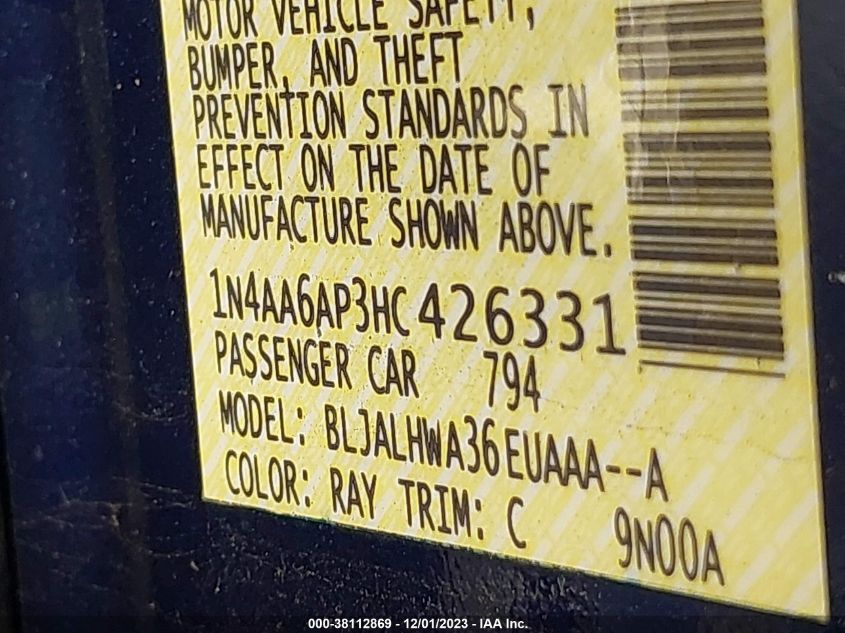 MOTOR VEHICLE SAFETY,
BUMPER, AND THEFT
PREVENTION STANDARDS IN
EFFECT ON THE DATE OF
MANUFACTURE SHOWN ABOVE.
1N4AA6AP3HC426331
PASSENGER CAR 794
MODEL: BLJALHWA36EUAAA--A
COLOR: RAY TRIM: C 9N00A
000-38112869 - 12/01/2023 - IAA Inc.